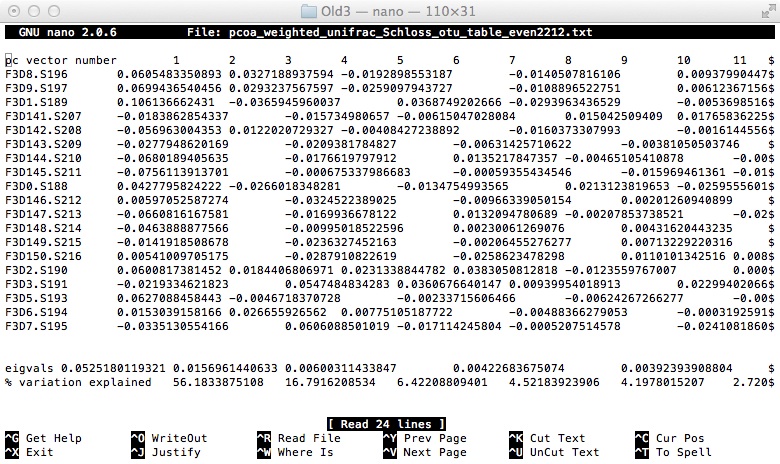 Old3 — nano — 110×31
GNU nano 2.0.6 File: pcoa_weighted_unifrac_Schloss_otu_table_even2212.txt
pc vector number 1 2 3 4 5 6 7 8 9 10 11 $
F3D8.S196 0.0605483350893 0.0327188937594 -0.0192898553187 -0.0140507816106 0.00937990447$
F3D9.S197 0.0699436540456 0.0293237267597 -0.0259097943727 -0.0108896522751 0.00612367156$
F3D1.S189 0.106136662431 -0.0365945960037 0.0368749202666 -0.0293963436529 -0.0053698516$
F3D141.S207 -0.0183862854337 -0.015734980657 -0.00615047028084 0.015042509409 0.01765836225$
F3D142.S208 -0.056963004353 0.0122020729327 -0.00408427238892 -0.0160373307993 -0.0016144556$
F3D143.S209 -0.0277948620169 -0.0209381784827 -0.00631425710622 -0.00381050503746 $
F3D144.S210 -0.0680189405635 -0.0176619797912 0.0135217847357 -0.00465105410878 -0.00$
F3D145.S211 -0.0756113913701 -0.000675337986683 -0.00059355434546 -0.015969461361 -0.01$
F3D0.S188 0.0427795824222 -0.0266018348281 -0.0134754993565 0.0213123819653 -0.0259555601$
F3D146.S212 0.00597052587274 -0.0324522389025 -0.00966339050154 0.00201260940899 $
F3D147.S213 -0.0660816167581 -0.0169936678122 0.0132094780689 -0.00207853738521 -0.02$
F3D148.S214 -0.0463888877566 -0.00995018522596 0.00230061269076 0.00431620443235 $
F3D149.S215 -0.0141918508678 -0.0236327452163 -0.00206455276277 0.00713229220316 $
F3D150.S216 0.00541009705175 -0.0287910822619 -0.0258623478298 0.0110101342516 0.008$
F3D2.S190 0.0600817381452 0.0184406806971 0.0231338844782 0.0383050812818 -0.0123559767007 0.000$
F3D3.S191 -0.0219334621823 0.0547484834283 0.0360676640147 0.00939954018913 0.02299402066$
F3D5.S193 0.0627088458443 -0.0046718370728 -0.00233715606466 -0.00624267266277 -0.00$
F3D6.S194 0.0153039158166 0.026655926562 0.00775105187722 -0.00488366279053 -0.0003192594$
F3D7.S195 -0.0335130554166 0.0606088501019 -0.017114245804 -0.0005207514578 -0.0241081860$
eigvals 0.0525180119321 0.0156961440633 0.00600311433847 0.00422683675074 0.00392393908804 $
% variation explained 56.1833875108 16.7916208534 6.42208809401 4.52183923906 4.1978015207 2.720$
[ Read 24 lines ]
^G Get Help ^O WriteOut ^R Read File ^Y Prev Page ^K Cut Text ^C Cur Pos
^X Exit ^J Justify ^W Where Is ^V Next Page ^U UnCut Text ^T To Spell